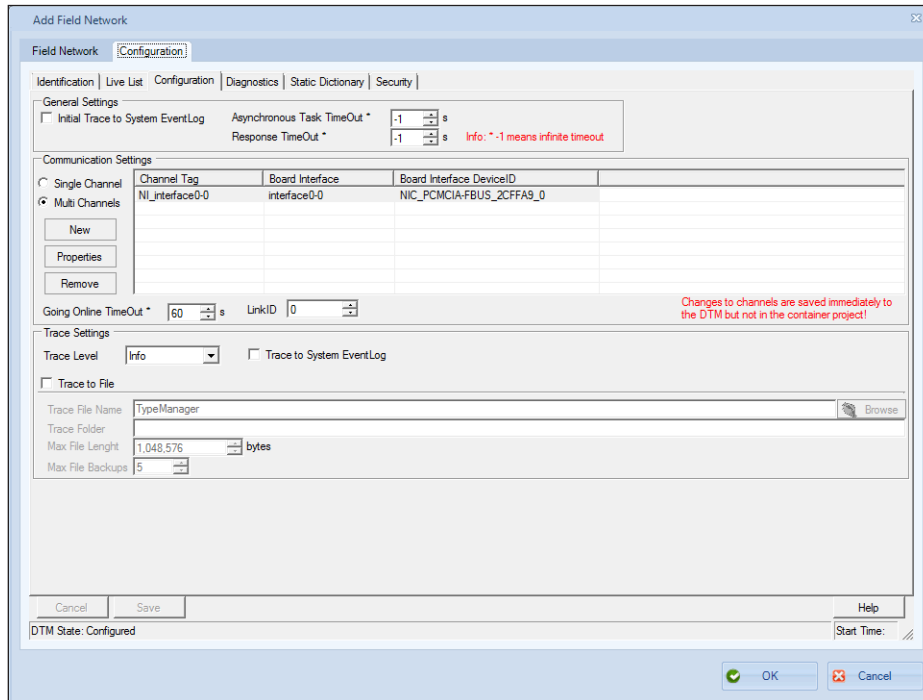 Add Field Network
Field Network Configuration
Identification Live List Configuration Diagnostics Static Dictionary Security
General Settings
Initial Trace to System EventLog Asynchronous Task TimeOut * -1 s
Response TimeOut * -1 s Info: * -1 means infinite timeout
Communication Settings
Single Channel
Multi Channels
New
Properties
Remove
Channel Tag Board Interface Board Interface DeviceID
NI_interface0-0 interface0-0 NIC_PCMCIA-FBUS_2CFFA9_0
Going Online TimeOut * 60 s LinkID 0
Changes to channels are saved immediately to
the DTM but not in the container project!
Trace Settings
Trace Level Info Trace to System EventLog
Trace to File
Trace File Name TypeManager Browse
Trace Folder
Max File Lenght 1,048,576 bytes
Max File Backups 5
Cancel Save Help
DTM State: Configured Start Time:
OK Cancel